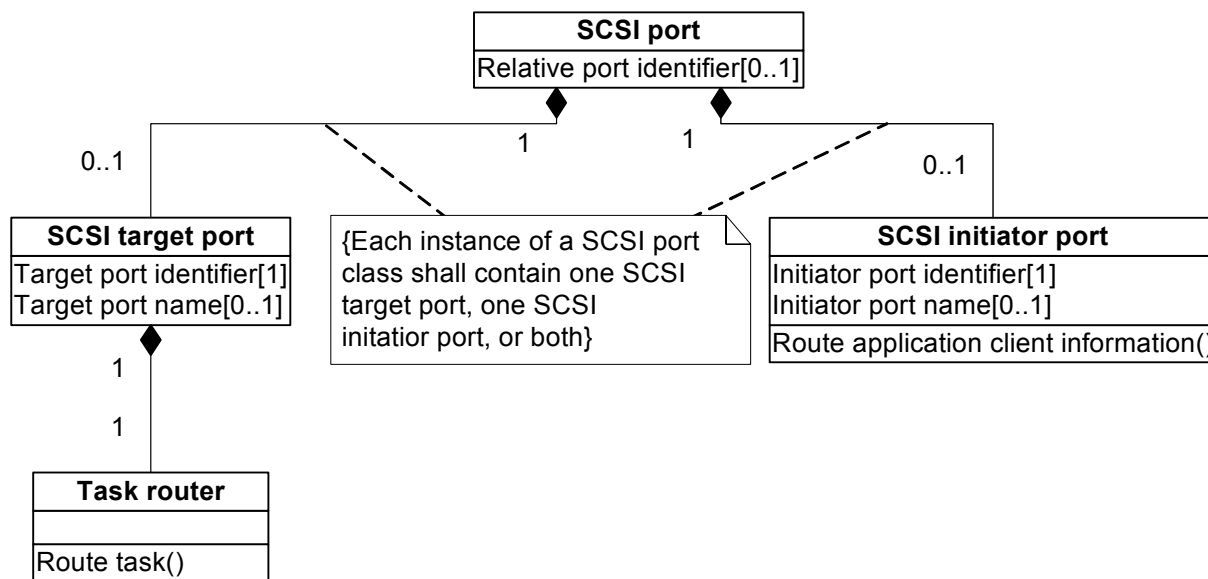 SCSI port
Relative port identifier[0..1]
1
1
0..1
0..1
SCSI target port
Target port identifier[1]
Target port name[0..1]
{Each instance of a SCSI port
class shall contain one SCSI
target port, one SCSI
initatior port, or both}
SCSI initiator port
Initiator port identifier[1]
Initiator port name[0..1]
Route application client information()
1
1
Task router
Route task()